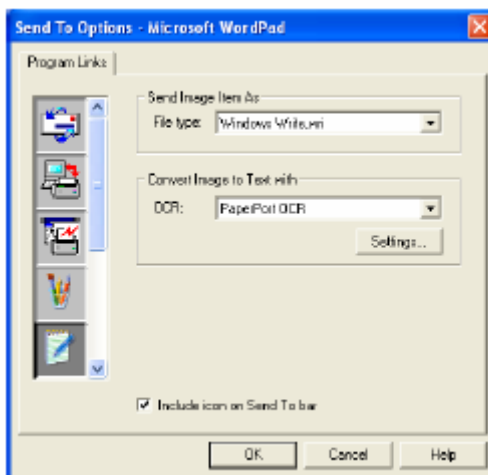 Send To Options - Microsoft WordPad
Program Links
Send Image Item As
File type: Windows Write.wri
Convert Image to Text with
OCR: PaperPort OCR
Settings...
Include icon on Send To bar
OK Cancel Help